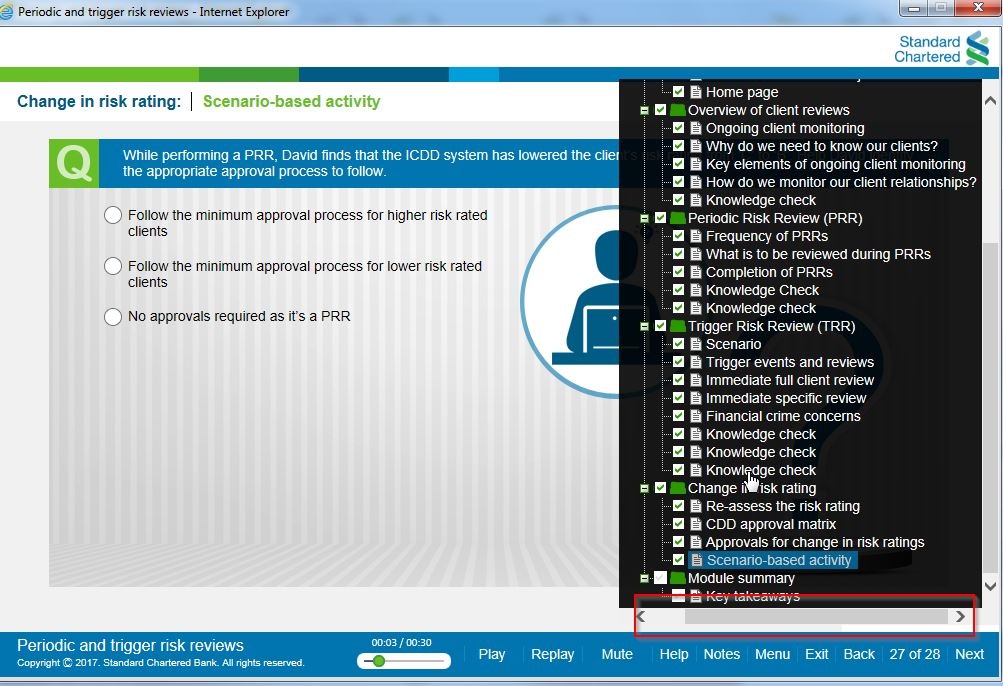 Periodic and trigger risk reviews - Internet Explorer
Standard
Chartered
Change in risk rating:
Scenario-based activity
Q
While performing a PRR, David finds that the ICDD system has lowered the client's
the appropriate approval process to follow.
Follow the minimum approval process for higher risk rated
clients
Follow the minimum approval process for lower risk rated
clients
No approvals required as it's a PRR
Home page
Overview of client reviews
Ongoing client monitoring
Why do we need to know our clients?
Key elements of ongoing client monitoring
How do we monitor our client relationships?
Knowledge check
Periodic Risk Review (PRR)
Frequency of PRRs
What is to be reviewed during PRRs
Completion of PRRs
Knowledge Check
Knowledge check
Trigger Risk Review (TRR)
Scenario
Trigger events and reviews
Immediate full client review
Immediate specific review
Financial crime concerns
Knowledge check
Knowledge check
Knowledge check
Change in risk rating
Re-assess the risk rating
CDD approval matrix
Approvals for change in risk ratings
Scenario-based activity
Module summary
Key takeaways
Periodic and trigger risk reviews
Copyright © 2017. Standard Chartered Bank. All rights reserved.
00:03 / 00:30
Play Replay Mute Help Notes Menu Exit Back 27 of 28 Next